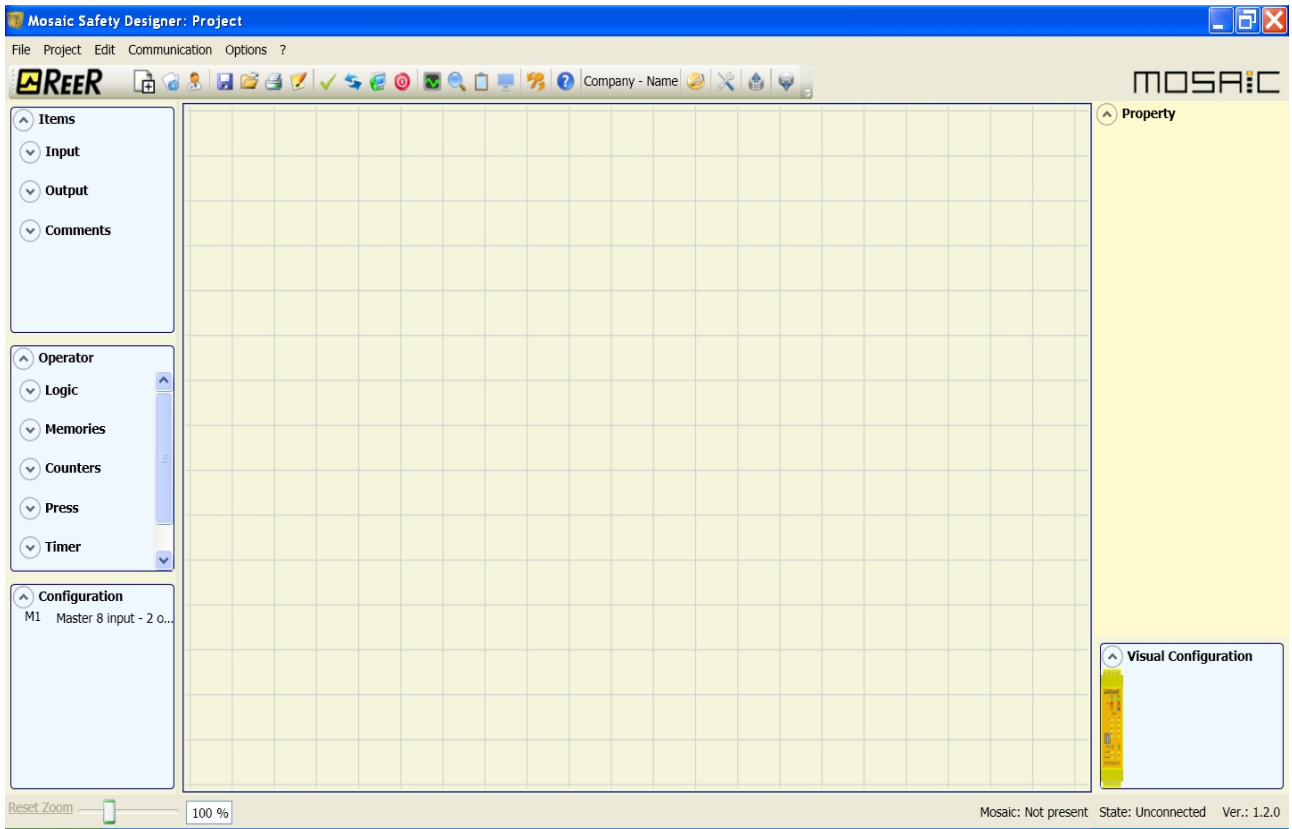 Mosaic Safety Designer: Project
File Project Edit Communication Options ?
REER Company - Name MOSAIC
Items
Input
Output
Comments
Operator
Logic
Memories
Counters
Press
Timer
Configuration
M1 Master 8 input - 2 o...
Property
Visual Configuration
Reset Zoom 100 % Mosaic: Not present State: Unconnected Ver.: 1.2.0